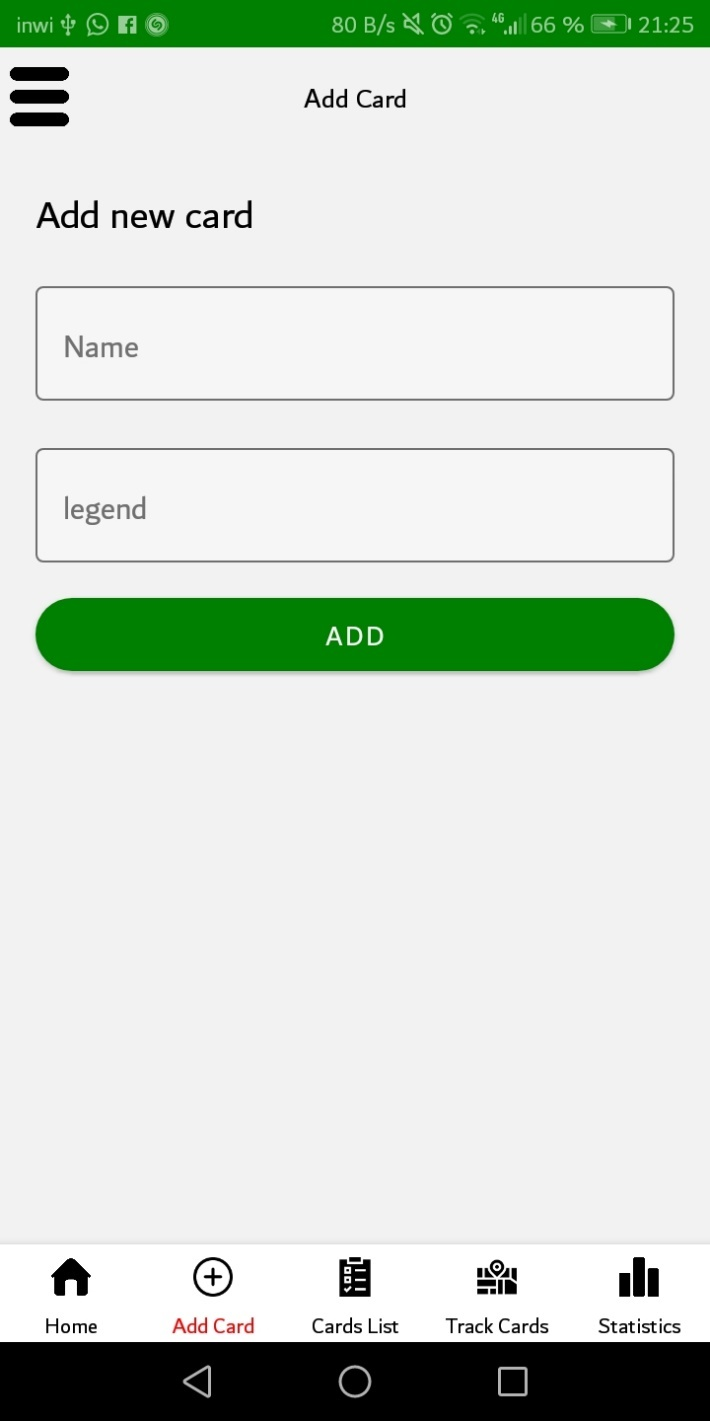 inwi 80 B/s 4G 66 % 21:25
Add Card
Add new card
Name
legend
ADD
Home Add Card Cards List Track Cards Statistics